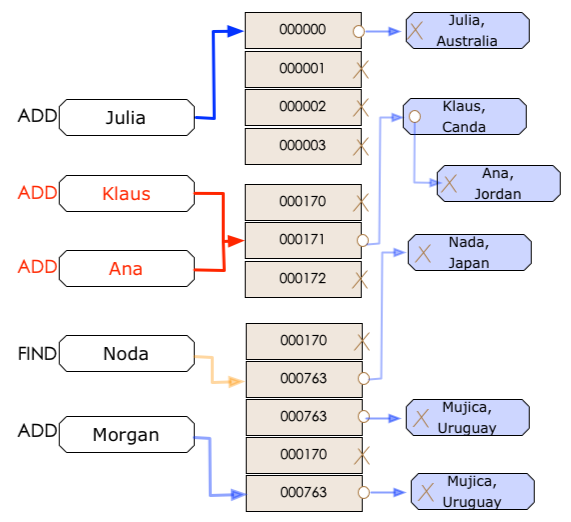 000000
Julia,
Australia
000001
000002
ADD Julia
Klaus,
Canda
000003
ADD Klaus
000170
Ana,
Jordan
000171
ADD Ana
000172
Nada,
Japan
000170
FIND Noda
000763
000763
Mujica,
Uruguay
ADD Morgan
000170
000763
Mujica,
Uruguay